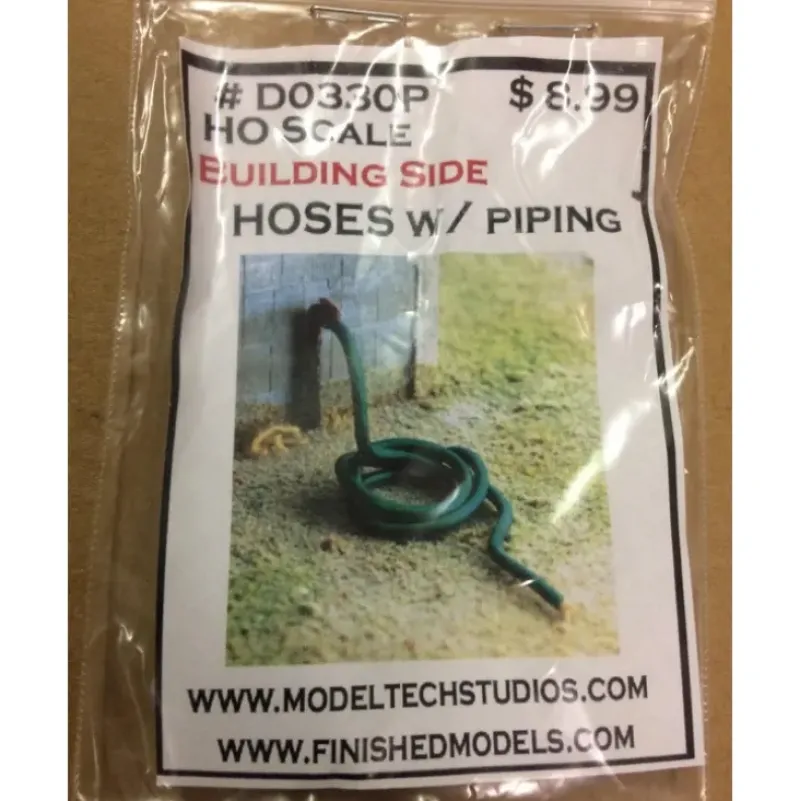 # D0330P $ 8.99
HO SCALE
BUILDING SIDE
HOSES W/ PIPING
WWW.MODELTECHSTUDIOS.COM
WWW.FINISHEDMODELS.COM